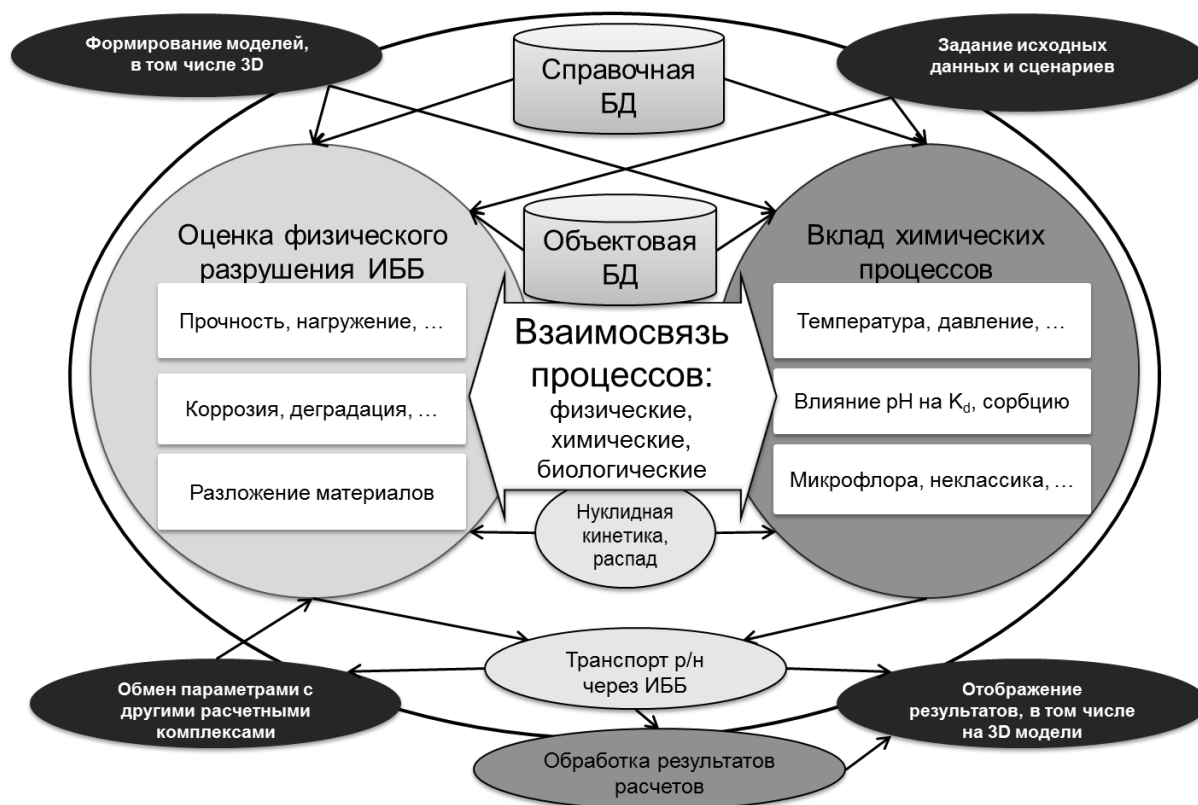 Формирование моделей,
в том числе 3D
Справочная
БД
Задание исходных
данных и сценариев
Оценка физического
разрушения ИББ
Объектовая
БД
Вклад химических
процессов
Прочность, нагружение, …
Коррозия, деградация, …
Разложение материалов
Взаимосвязь
процессов:
физические,
химические,
биологические
Температура, давление, …
Влияние pH на Kd, сорбцию
Микрофлора, неклассика, …
Нуклидная
кинетика,
распад
Транспорт р/н
через ИББ
Обмен параметрами с
другими расчетными
комплексами
Отображение
результатов, в том числе
на 3D модели
Обработка результатов
расчетов